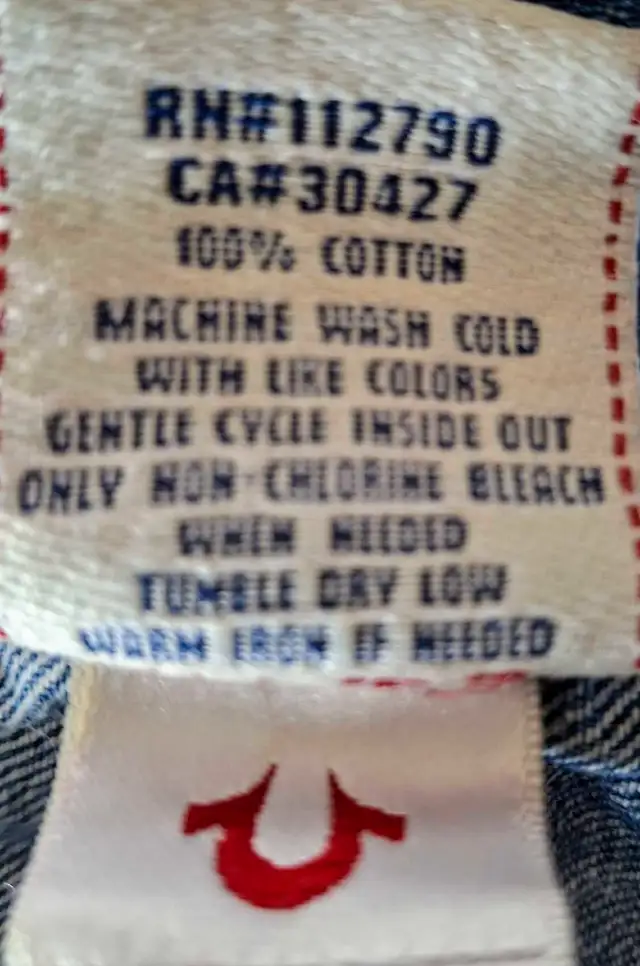 RN#112790
CA#30427
100% COTTON
MACHINE WASH COLD
WITH LIKE COLORS
GENTLE CYCLE INSIDE OUT
ONLY NON-CHLORINE BLEACH
WHEN NEEDED
TUMBLE DRY LOW
WARM IRON IF NEEDED